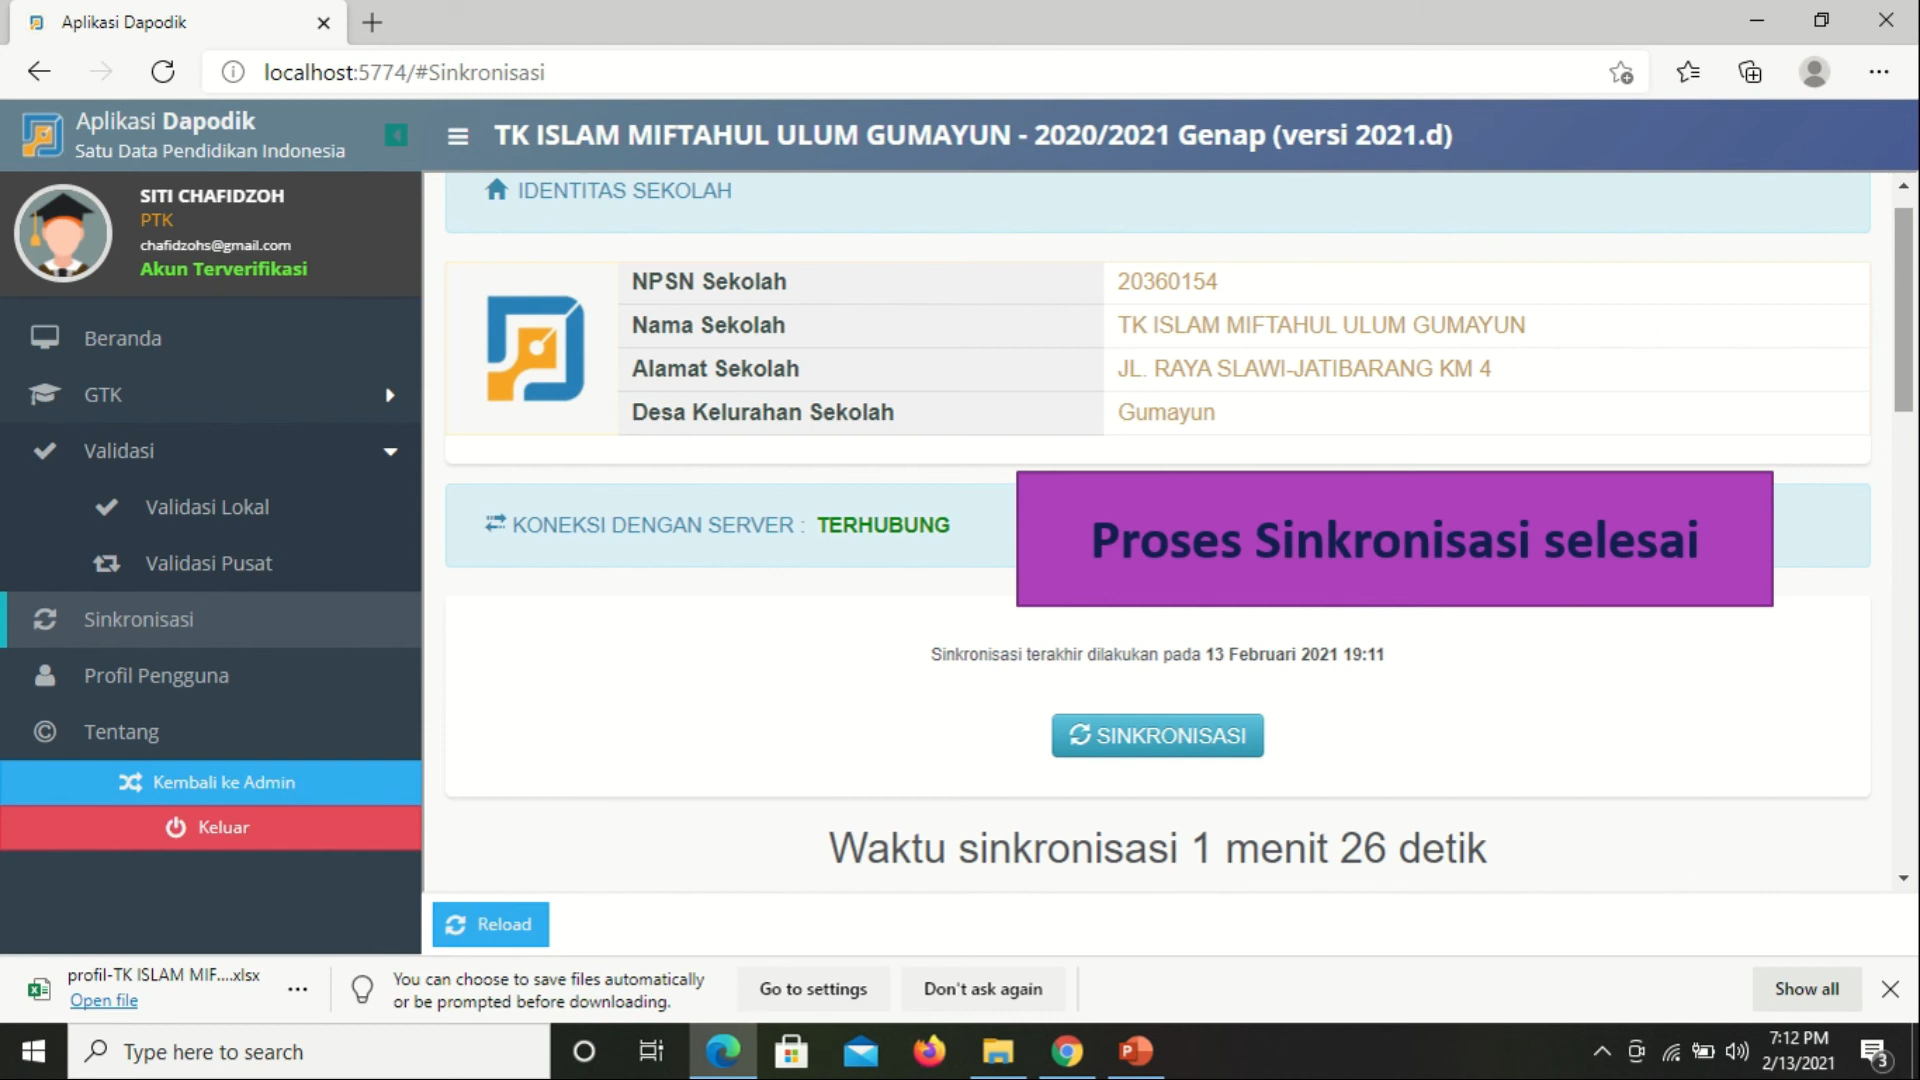 Aplikasi Dapodik
localhost:5774/#Sinkronisasi
Aplikasi Dapodik
Satu Data Pendidikan Indonesia
TK ISLAM MIFTAHUL ULUM GUMAYUN - 2020/2021 Genap (versi 2021.d)
SITI CHAFIDZOH
PTK
chafidzohs@gmail.com
Akun Terverifikasi
Beranda
GTK
Validasi
Validasi Lokal
Validasi Pusat
Sinkronisasi
Profil Pengguna
Tentang
Kembali ke Admin
Keluar
IDENTITAS SEKOLAH
NPSN Sekolah 20360154
Nama Sekolah TK ISLAM MIFTAHUL ULUM GUMAYUN
Alamat Sekolah JL. RAYA SLAWI-JATIBARANG KM 4
Desa Kelurahan Sekolah Gumayun
KONEKSI DENGAN SERVER : TERHUBUNG
Proses Sinkronisasi selesai
Sinkronisasi terakhir dilakukan pada 13 Februari 2021 19:11
SINKRONISASI
Waktu sinkronisasi 1 menit 26 detik
Reload
profil-TK ISLAM MIF....xlsx
Open file
You can choose to save files automatically
or be prompted before downloading.
Go to settings
Don't ask again
Show all
Type here to search
7:12 PM
2/13/2021
3